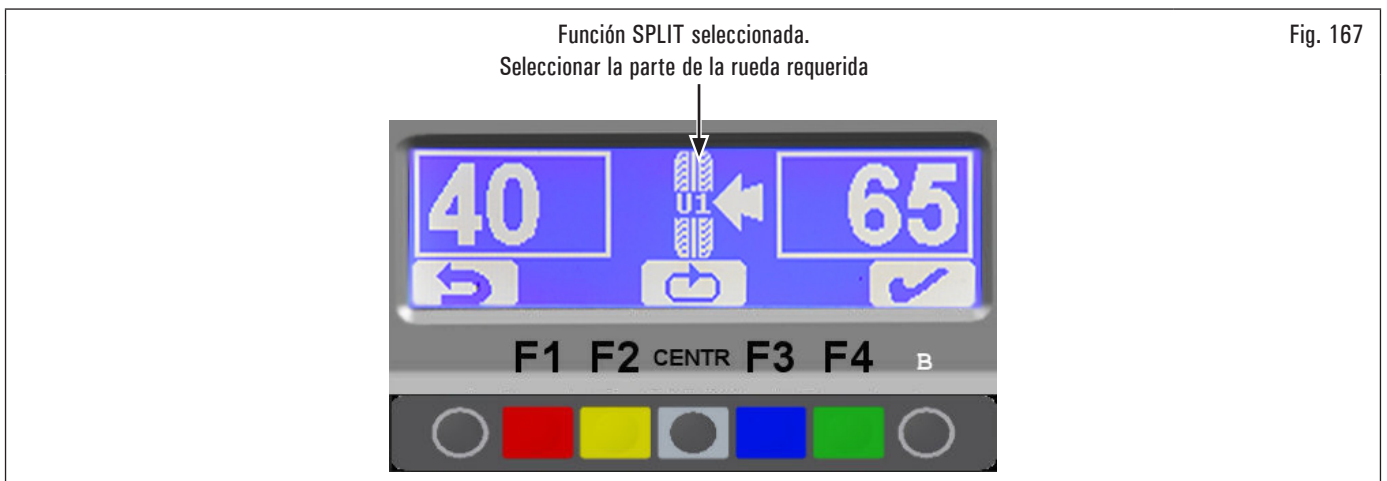 Función SPLIT seleccionada.
Seleccionar la parte de la rueda requerida
Fig. 167
40 U1 65
F1 F2 CENTR F3 F4 B